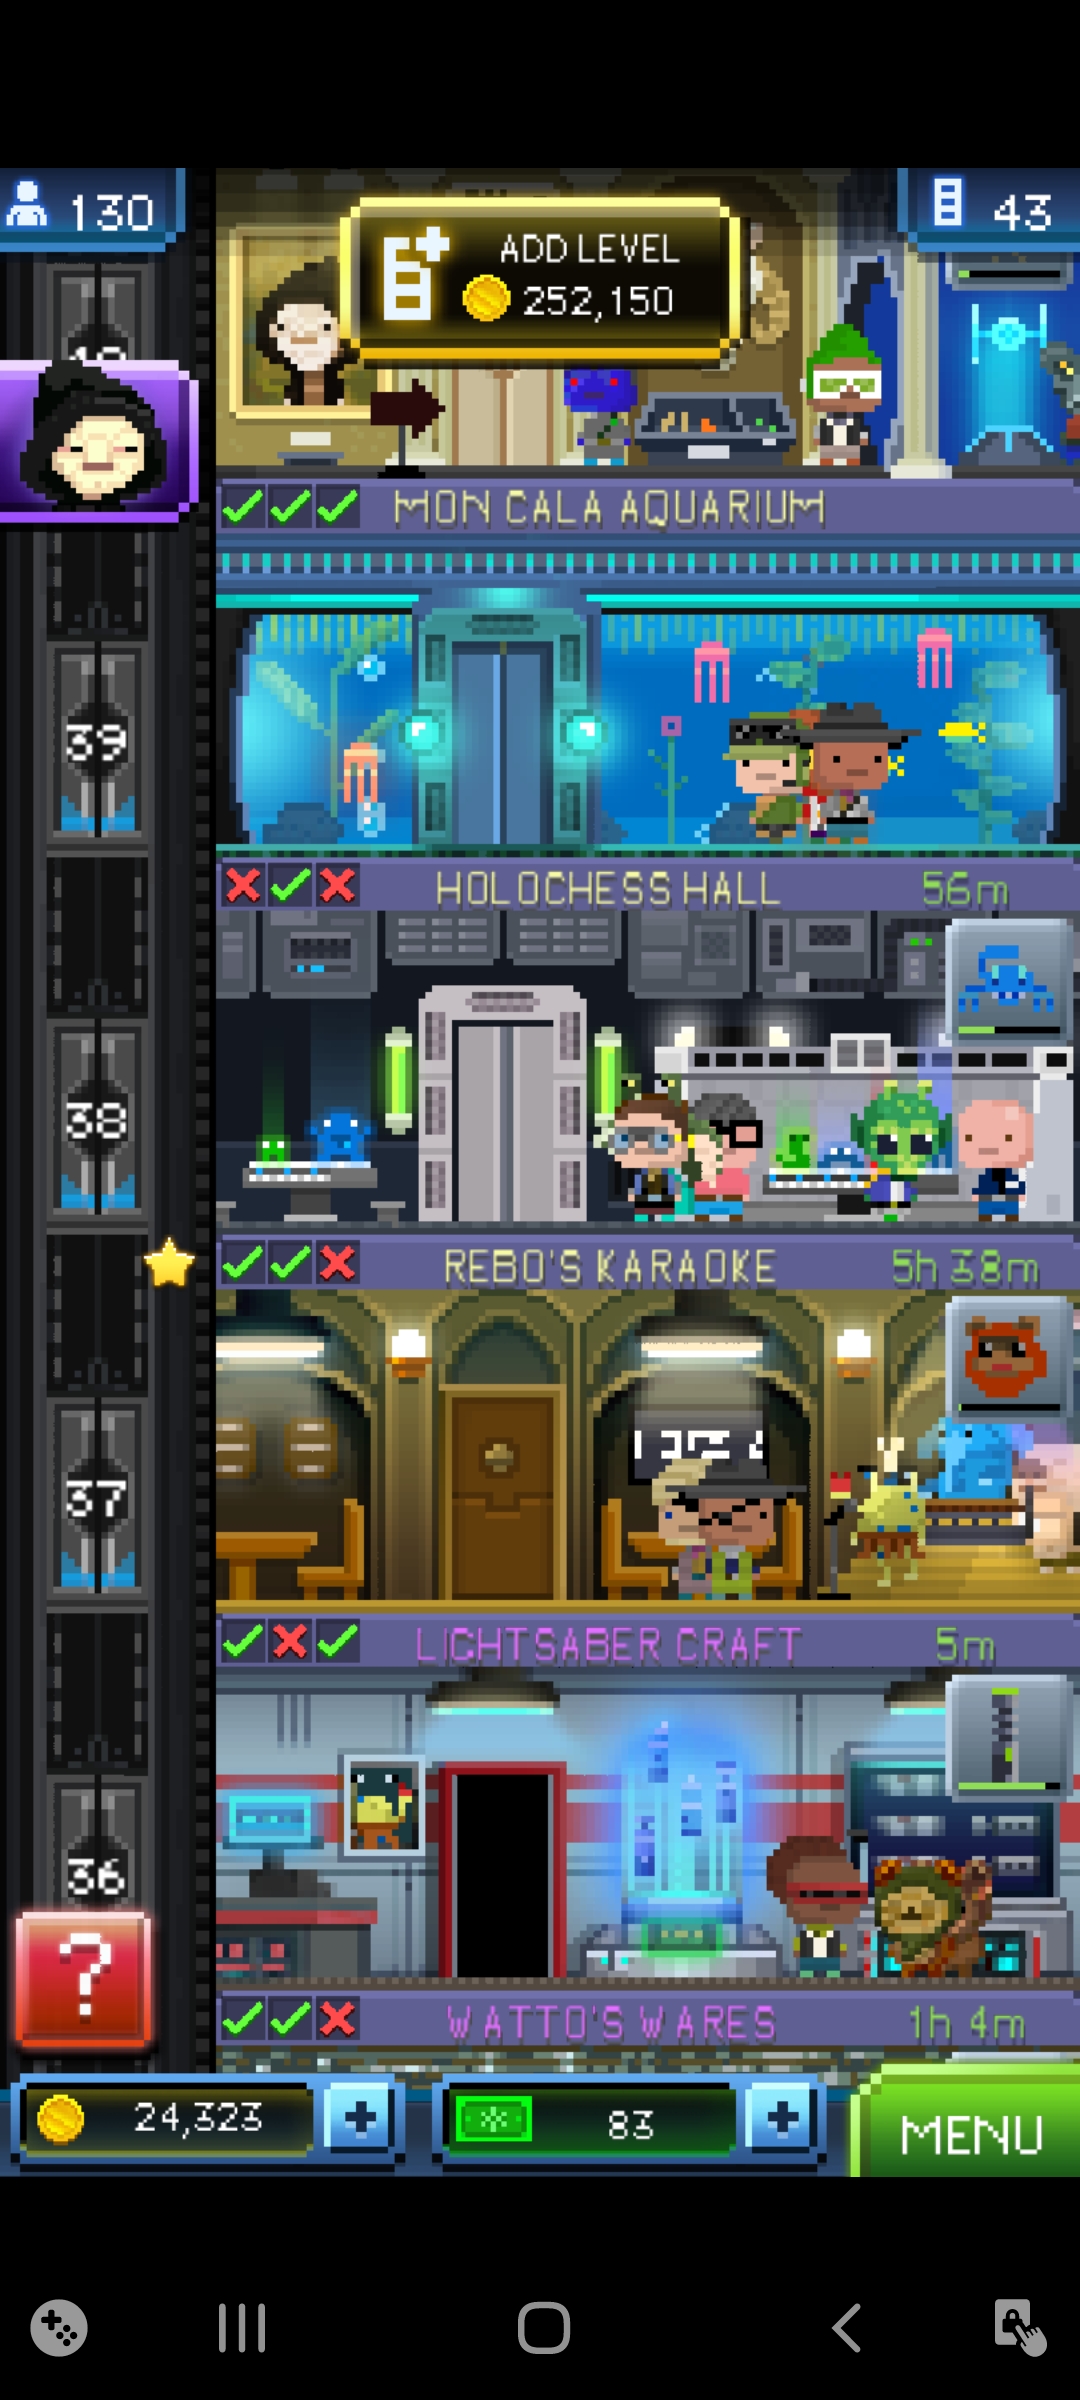 130
43
ADD LEVEL
252,150
MON CALA AQUARIUM
39
HOLOCHESS HALL 56m
38
REBO'S KARAOKE 5h 38m
37
LIGHTSABER CRAFT 5m
36
?
WATTO'S WARES 1h 4m
24,323
+
83
+
MENU